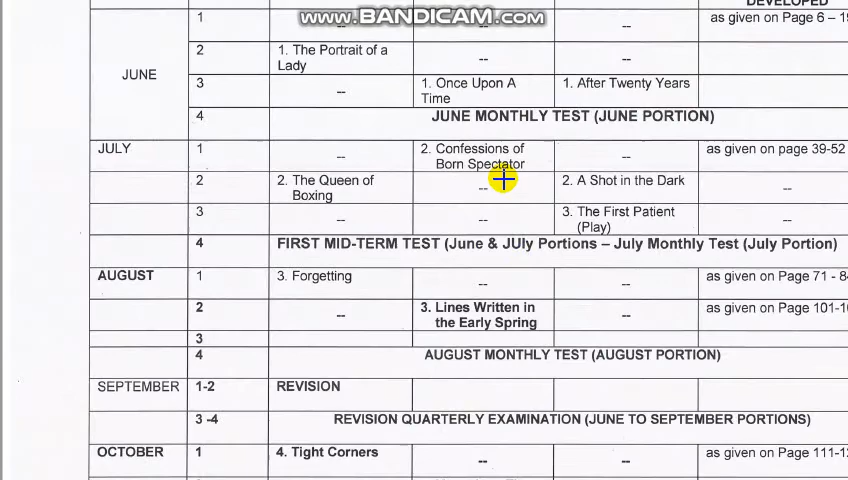 DEVELOPED
www.BANDICAM.com
1
--
--
--
as given on Page 6 – 19
JUNE
2
1. The Portrait of a
Lady
--
--
3
--
1. Once Upon A
Time
1. After Twenty Years
4
JUNE MONTHLY TEST (JUNE PORTION)
JULY
1
--
2. Confessions of
Born Spectator
--
as given on page 39-52
2
2. The Queen of
Boxing
--
2. A Shot in the Dark
--
3
--
--
3. The First Patient
(Play)
--
4
FIRST MID-TERM TEST (June & JUly Portions – July Monthly Test (July Portion)
AUGUST
1
3. Forgetting
--
--
as given on Page 71 - 8
2
--
3. Lines Written in
the Early Spring
--
as given on Page 101-1
3
4
AUGUST MONTHLY TEST (AUGUST PORTION)
SEPTEMBER
1-2
REVISION
3 -4
REVISION QUARTERLY EXAMINATION (JUNE TO SEPTEMBER PORTIONS)
OCTOBER
1
4. Tight Corners
--
--
as given on Page 111-1